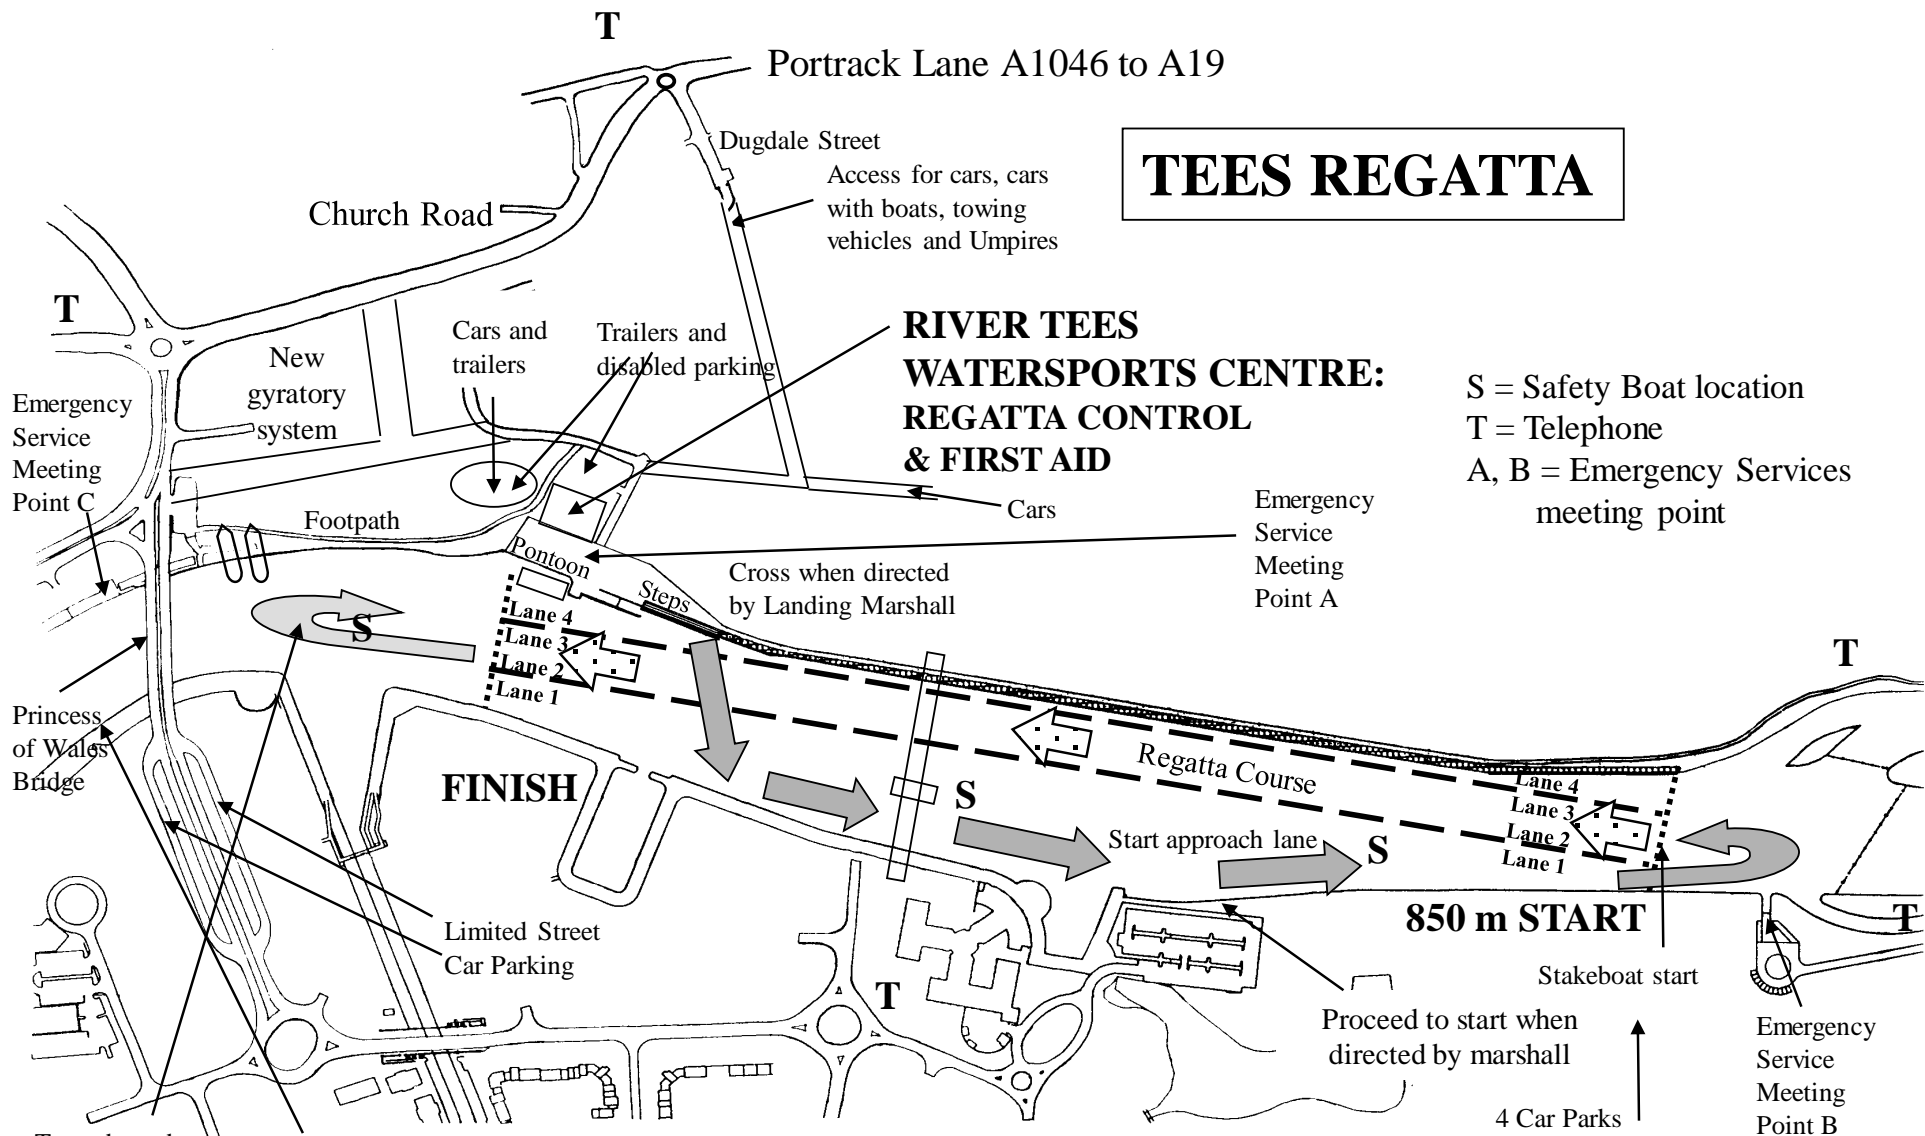 T
Portrack Lane A1046 to A19
Dugdale Street
TEES REGATTA
Access for cars, cars
with boats, towing
vehicles and Umpires
Church Road
T
Cars and
trailers
Trailers and
disabled parking
RIVER TEES
WATERSPORTS CENTRE:
REGATTA CONTROL
& FIRST AID
New
gyratory
system
S = Safety Boat location
T = Telephone
A, B = Emergency Services
meeting point
Emergency
Service
Meeting
Point C
Footpath
Cars
Emergency
Service
Meeting
Point A
Pontoon
Steps
Cross when directed
by Landing Marshall
S
Lane 4
Lane 3
Lane 2
Lane 1
T
Princess
of Wales
Bridge
FINISH
Regatta Course
S
Start approach lane
S
Lane 4
Lane 3
Lane 2
Lane 1
850 m START
T
Limited Street
Car Parking
T
Stakeboat start
Proceed to start when
directed by marshall
Emergency
Service
Meeting
Point B
4 Car Parks